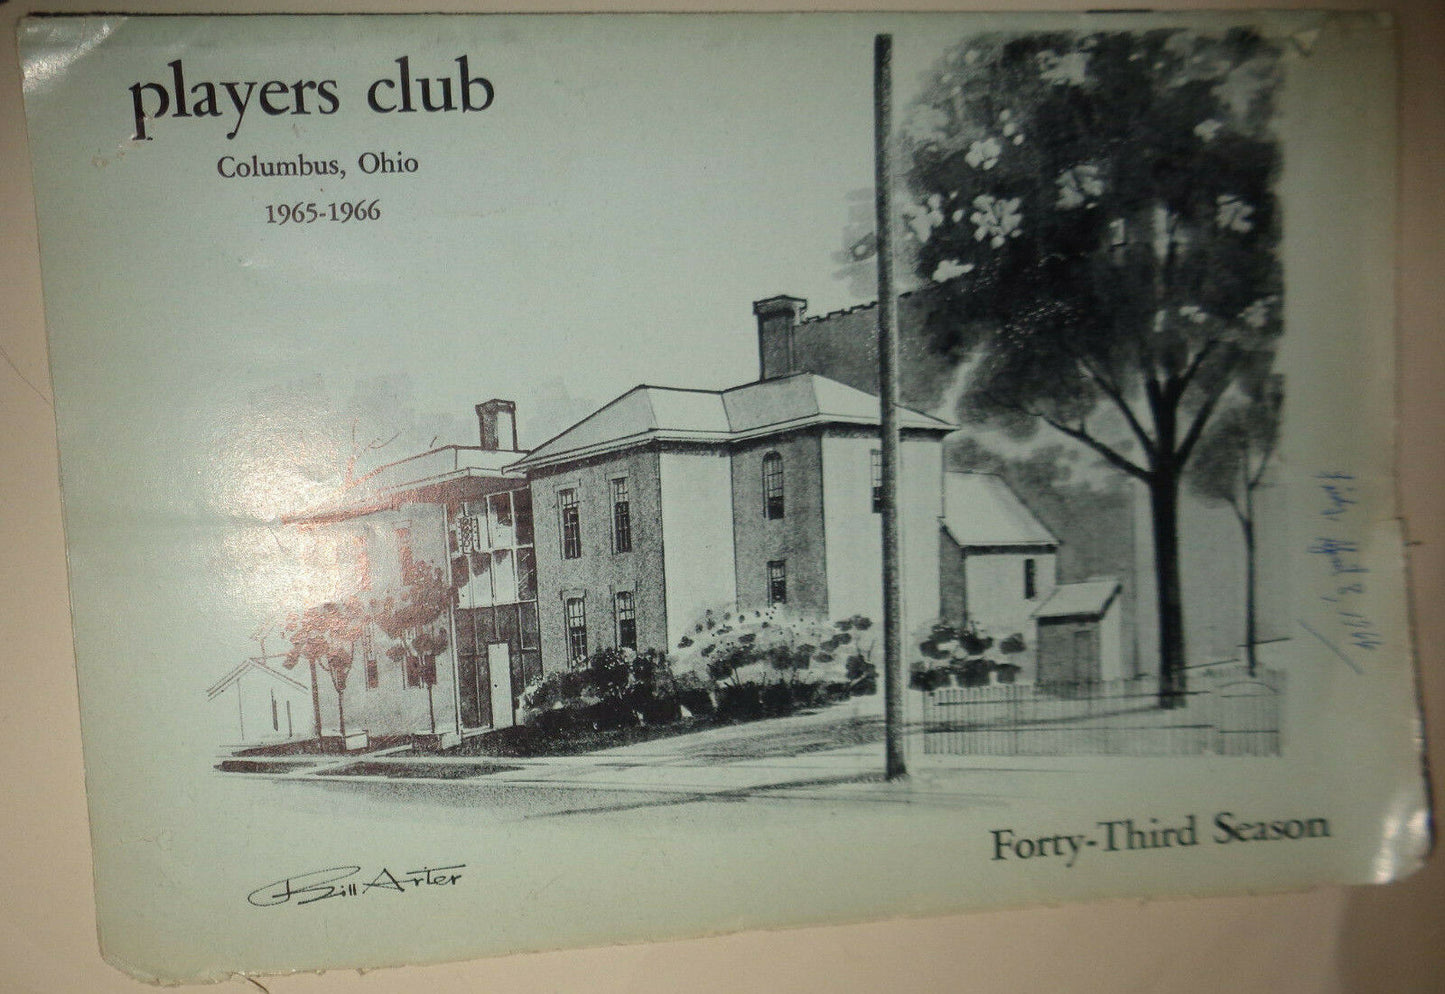 players club
Columbus, Ohio
1965-1966
Forty-Third Season
Bill Arter